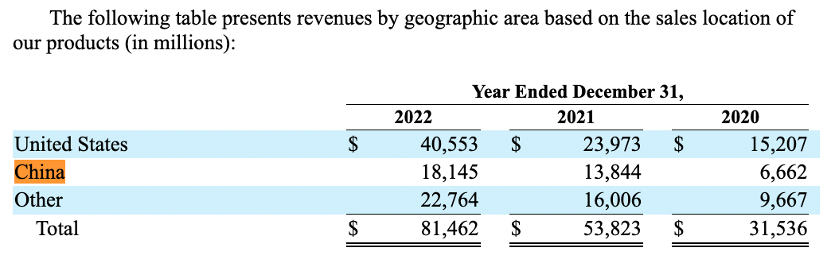 The following table presents revenues by geographic area based on the sales location of
our products (in millions):
Year Ended December 31,
2022 2021 2020
United States $ 40,553 $ 23,973 $ 15,207
China 18,145 13,844 6,662
Other 22,764 16,006 9,667
Total $ 81,462 $ 53,823 $ 31,536